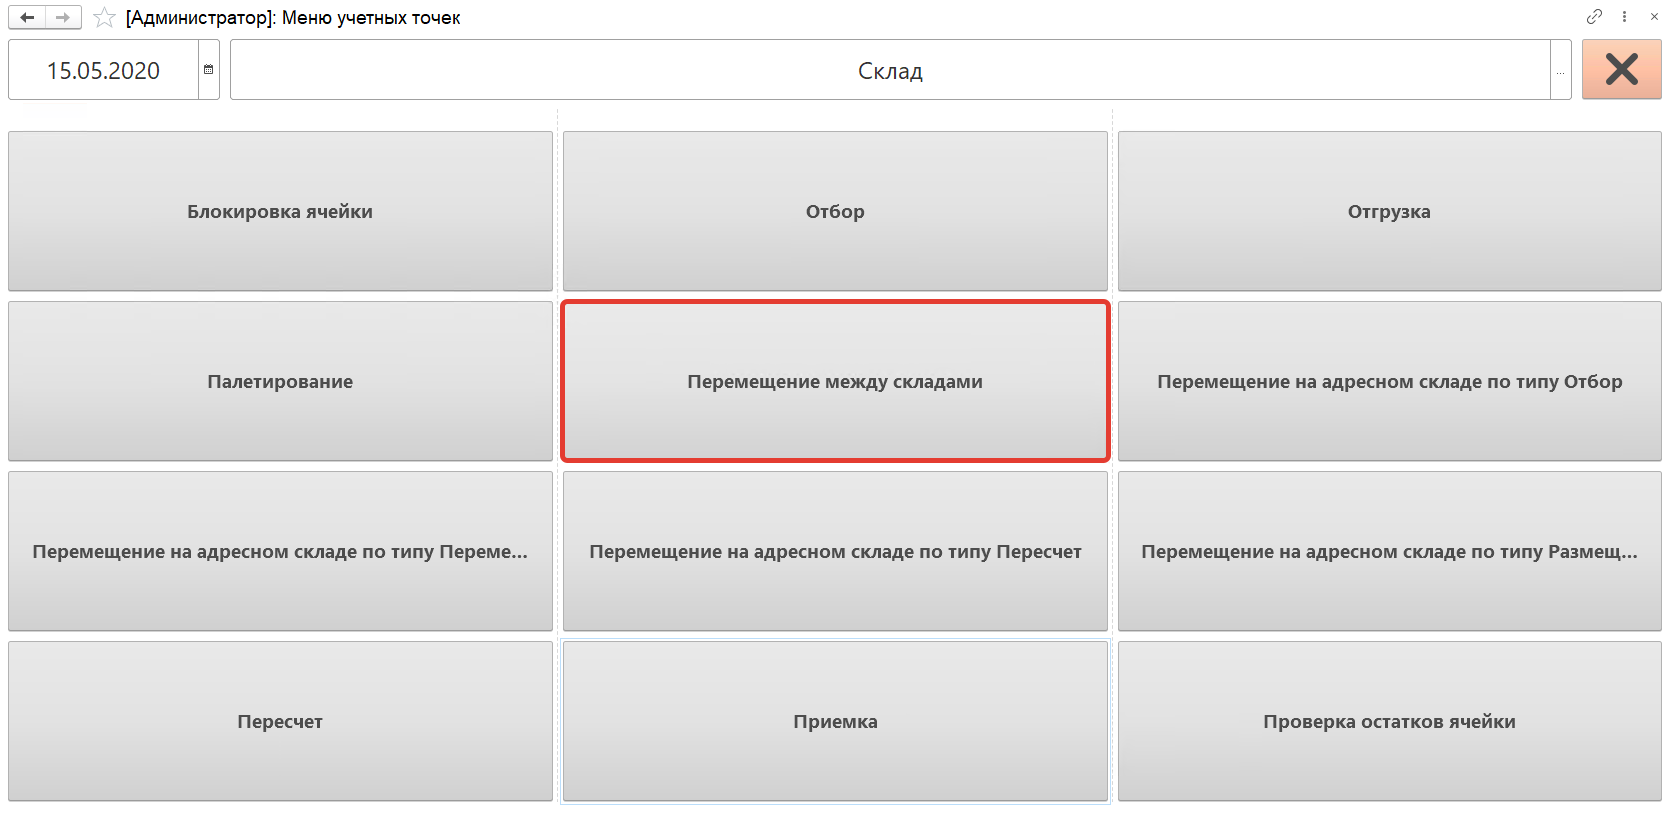 [Администратор]: Меню учетных точек
15.05.2020
Склад
...
Блокировка ячейки
Отбор
Отгрузка
Палетирование
Перемещение между складами
Перемещение на адресном складе по типу Отбор
Перемещение на адресном складе по типу Переме...
Перемещение на адресном складе по типу Пересчет
Перемещение на адресном складе по типу Размещ...
Пересчет
Приемка
Проверка остатков ячейки